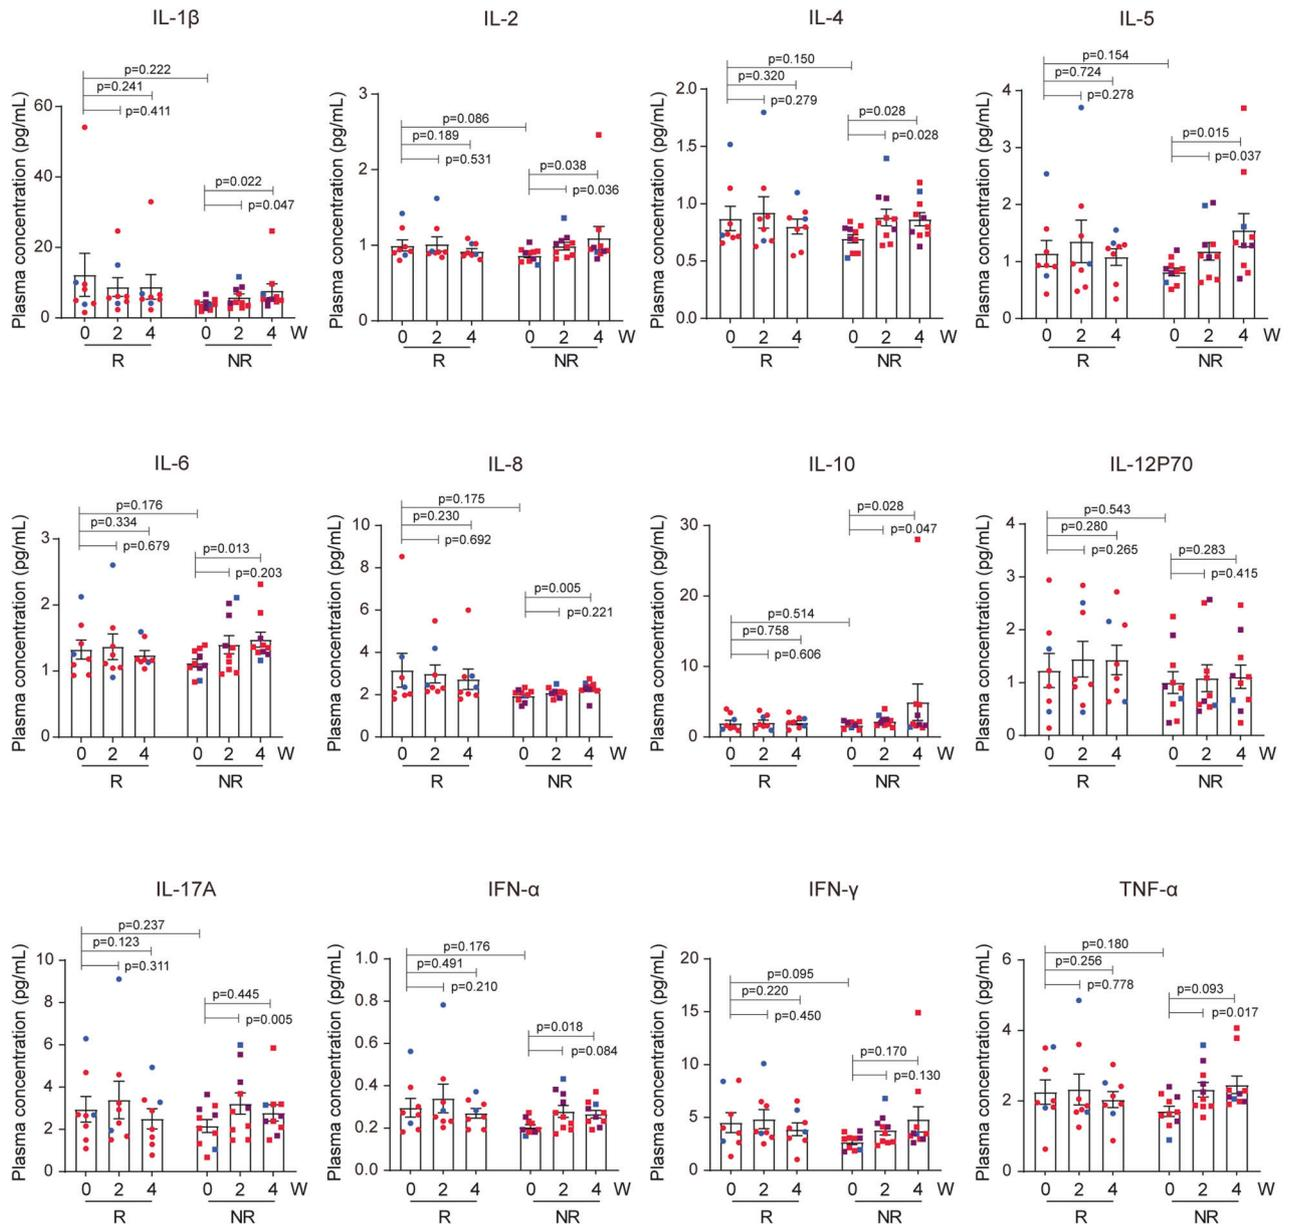 IL-1β
Plasma concentration (pg/mL)
p=0.222
p=0.241
p=0.411
p=0.022
p=0.047
60
40
20
0
0 2 4 0 2 4 W
R NR
IL-2
Plasma concentration (pg/mL)
p=0.086
p=0.189
p=0.531
p=0.038
p=0.036
3
2
1
0
0 2 4 0 2 4 W
R NR
IL-4
Plasma concentration (pg/mL)
p=0.150
p=0.320
p=0.279
p=0.028
p=0.028
2.0
1.5
1.0
0.5
0.0
0 2 4 0 2 4 W
R NR
IL-5
Plasma concentration (pg/mL)
p=0.154
p=0.724
p=0.278
p=0.015
p=0.037
4
3
2
1
0
0 2 4 0 2 4 W
R NR
IL-6
Plasma concentration (pg/mL)
p=0.176
p=0.334
p=0.679
p=0.013
p=0.203
3
2
1
0
0 2 4 0 2 4 W
R NR
IL-8
Plasma concentration (pg/mL)
p=0.175
p=0.230
p=0.692
p=0.005
p=0.221
10
8
6
4
2
0
0 2 4 0 2 4 W
R NR
IL-10
Plasma concentration (pg/mL)
p=0.028
p=0.047
p=0.514
p=0.758
p=0.606
30
20
10
0
0 2 4 0 2 4 W
R NR
IL-12P70
Plasma concentration (pg/mL)
p=0.543
p=0.280
p=0.265
p=0.283
p=0.415
4
3
2
1
0
0 2 4 0 2 4 W
R NR
IL-17A
Plasma concentration (pg/mL)
p=0.237
p=0.123
p=0.311
p=0.445
p=0.005
10
8
6
4
2
0
0 2 4 0 2 4 W
R NR
IFN-α
Plasma concentration (pg/mL)
p=0.176
p=0.491
p=0.210
p=0.018
p=0.084
1.0
0.8
0.6
0.4
0.2
0.0
0 2 4 0 2 4 W
R NR
IFN-γ
Plasma concentration (pg/mL)
p=0.095
p=0.220
p=0.450
p=0.170
p=0.130
20
15
10
5
0
0 2 4 0 2 4 W
R NR
TNF-α
Plasma concentration (pg/mL)
p=0.180
p=0.256
p=0.778
p=0.093
p=0.017
6
4
2
0
0 2 4 0 2 4 W
R NR